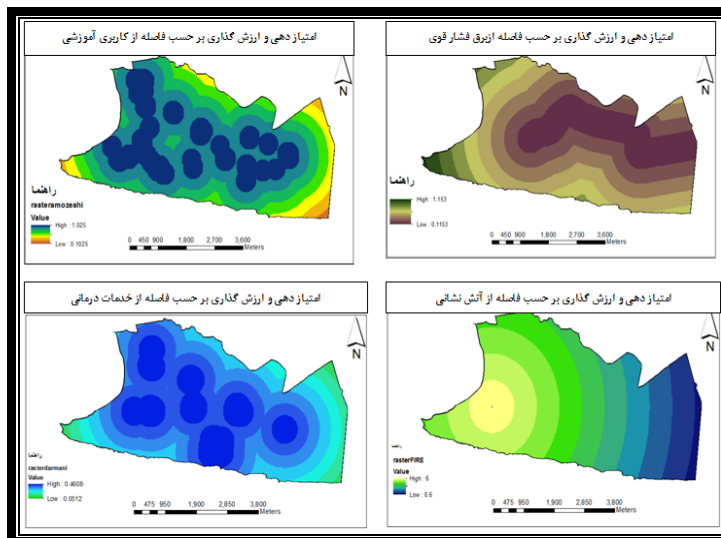 امتیاز دهی و ارزش گذاری بر حسب فاصله از کاربری آموزشی
N
راهنما
rasteramozeshi
Value
High : 1.025
Low : 0.1025
0 450 900 1,800 2,700 3,600
Meters
امتیاز دهی و ارزش گذاری بر حسب فاصله ازبرق فشار قوی
N
راهنما
High : 1.153
Low : 0.1153
0 450 900 1,800 2,700 3,600
Meters
امتیاز دهی و ارزش گذاری بر حسب فاصله از خدمات درمانی
N
راهنما
rasterdarmani
Value
High : 0.4608
Low : 0.0512
0 475 950 1,900 2,850 3,800
Meters
امتیاز دهی و ارزش گذاری بر حسب فاصله از آتش نشانی
N
راهنما
rasterFIRE
Value
High : 6
Low : 0.6
0 475 950 1,900 2,850 3,800
Meters